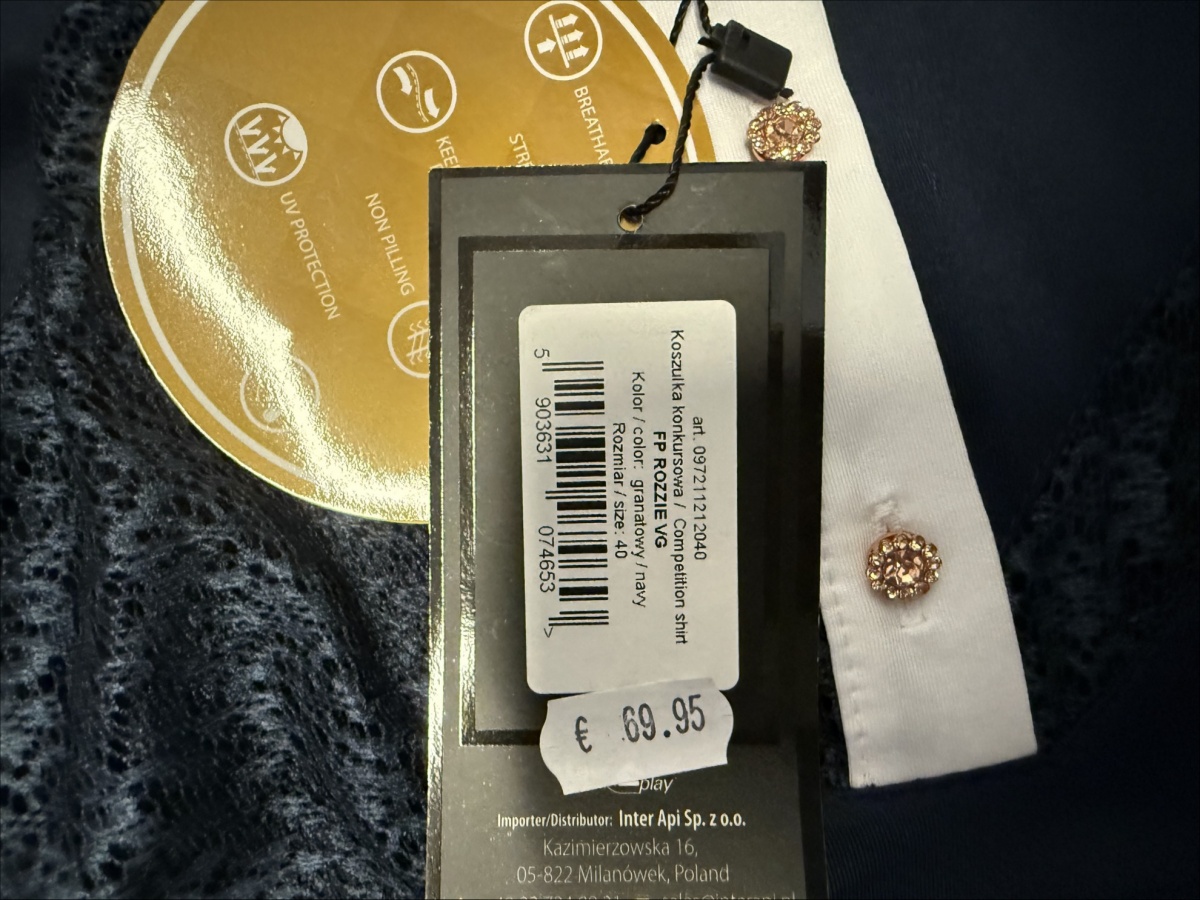 BREATHAB
STR
KEE
NON PILLING
UV PROTECTION
art. 097211212040
Koszulka konkursowa / Competition shirt
FP ROZZIE VG
Kolor / color: granatowy / navy
Rozmiar / size: 40
5 903631 074653 >
€ 69.95
play
Importer/Distributor: Inter Api Sp. z o.o.
Kazimierzowska 16,
05-822 Milanówek, Poland